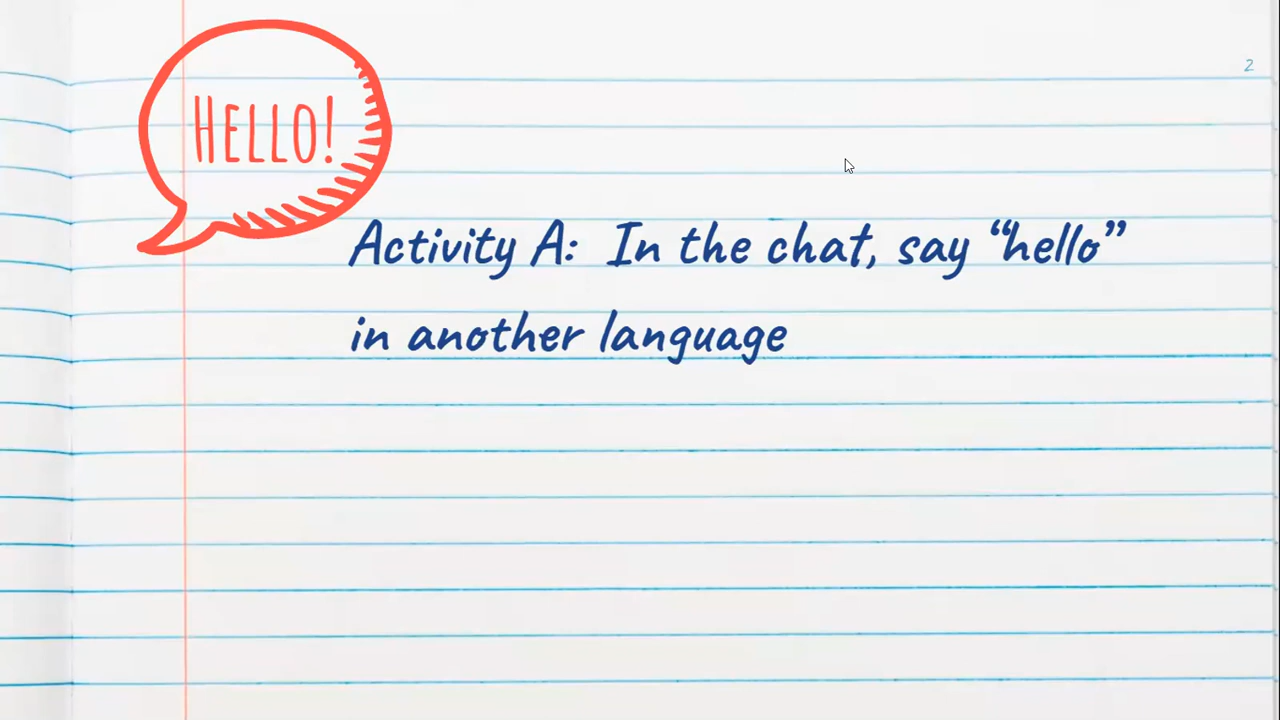 2
HELLO!
Activity A: In the chat, say “hello”
in another language